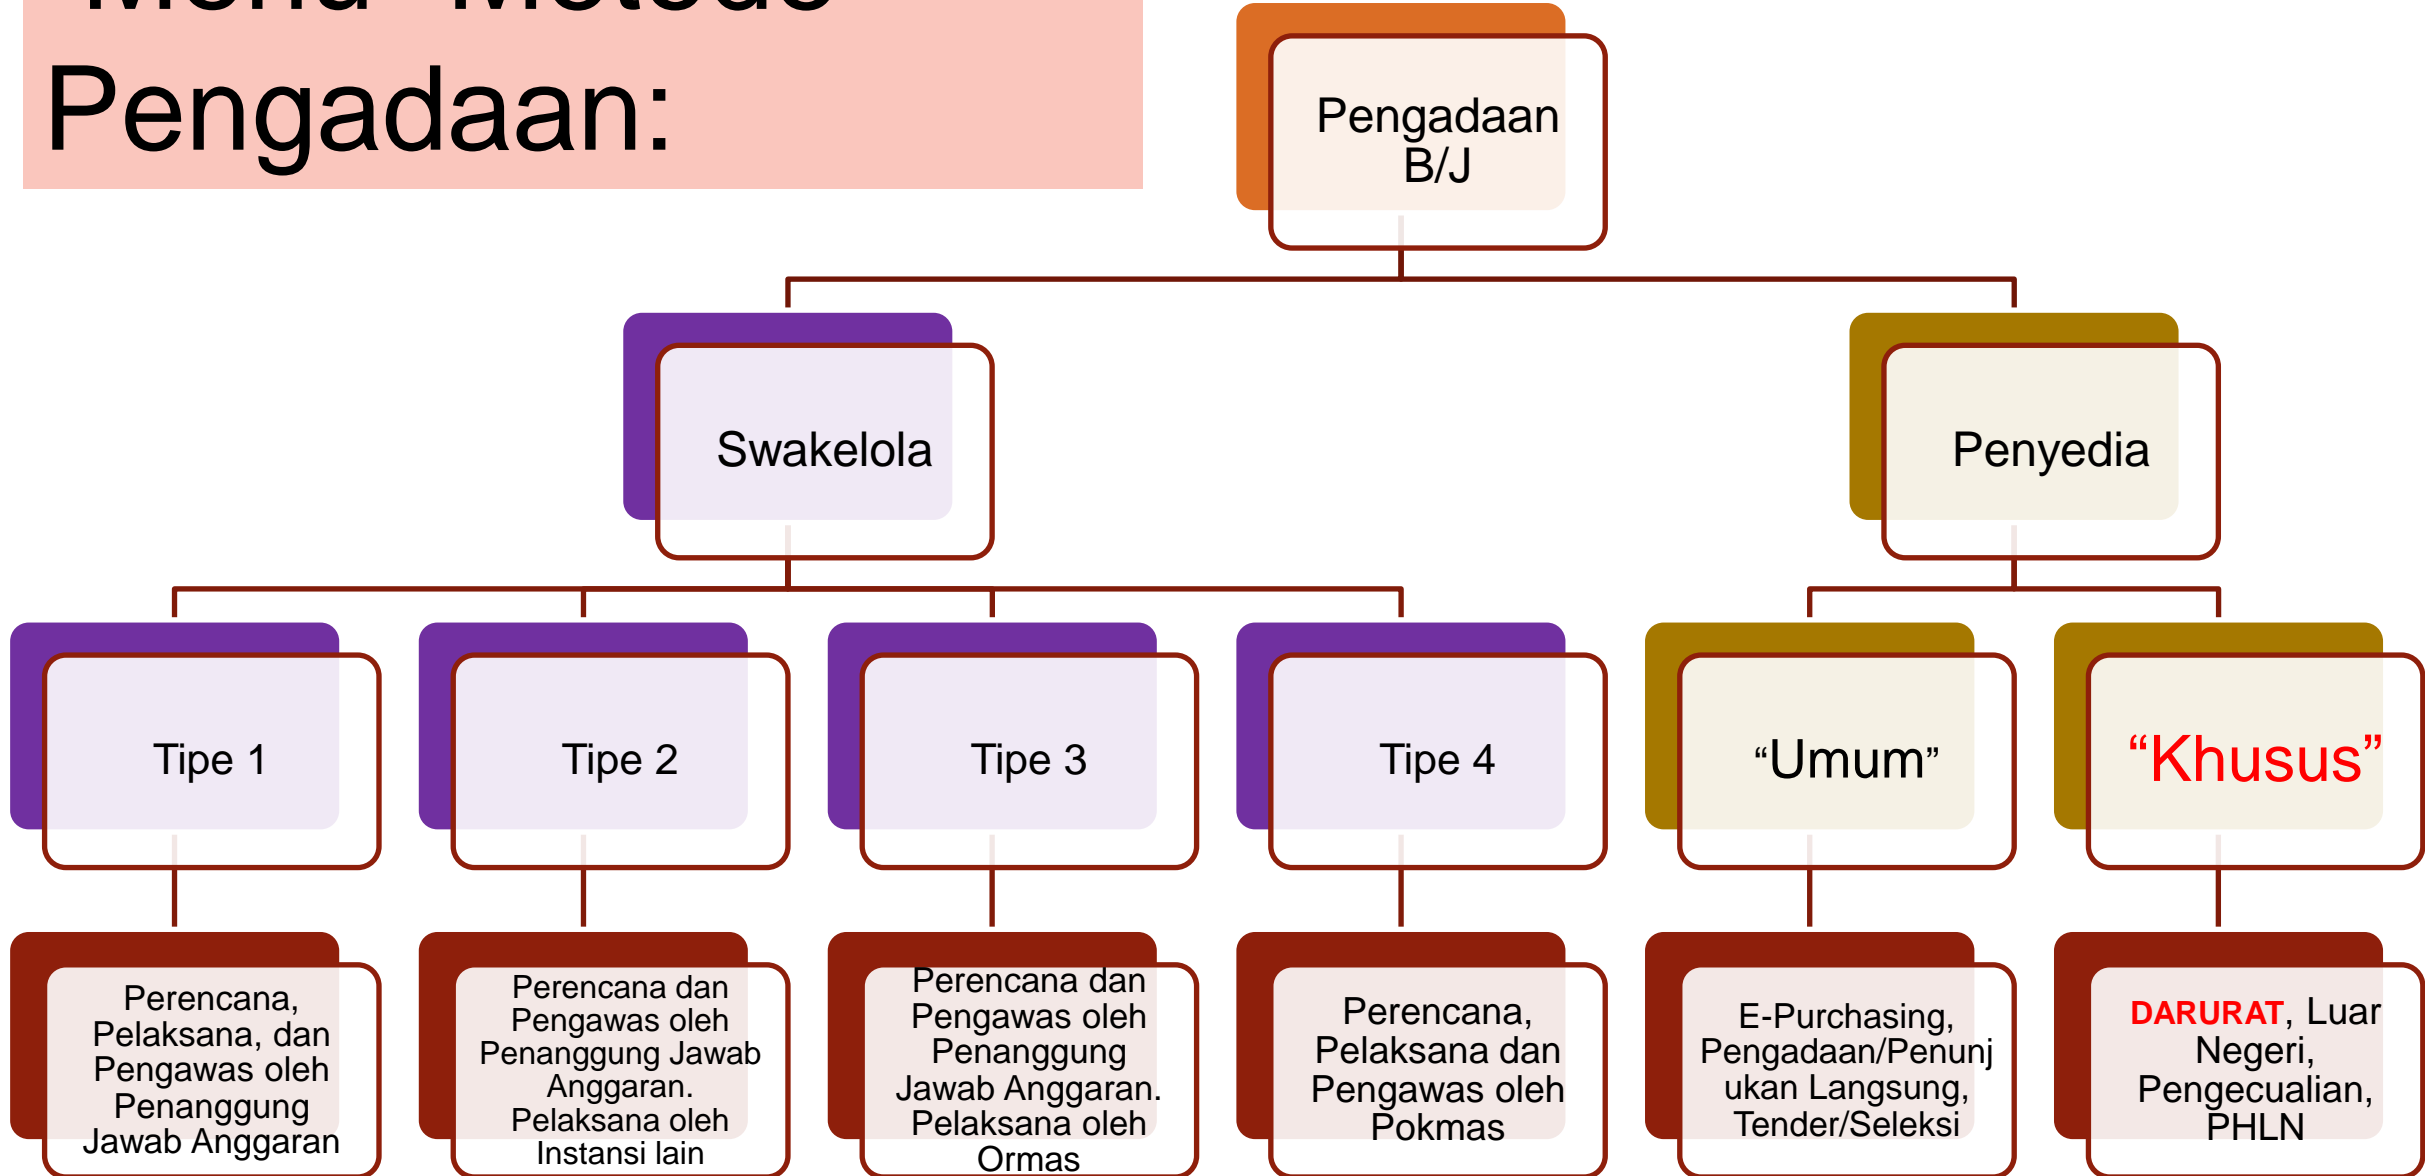 "Menu" Metode
Pengadaan:
Pengadaan
B/J
Swakelola
Penyedia
Tipe 1
Tipe 2
Tipe 3
Tipe 4
“Umum”
“Khusus”
Perencana,
Pelaksana, dan
Pengawas oleh
Penanggung
Jawab Anggaran
Perencana dan
Pengawas oleh
Penanggung Jawab
Anggaran.
Pelaksana oleh
Instansi lain
Perencana dan
Pengawas oleh
Penanggung
Jawab Anggaran.
Pelaksana oleh
Ormas
Perencana,
Pelaksana dan
Pengawas oleh
Pokmas
E-Purchasing,
Pengadaan/Penunj
ukan Langsung,
Tender/Seleksi
DARURAT, Luar
Negeri,
Pengecualian,
PHLN